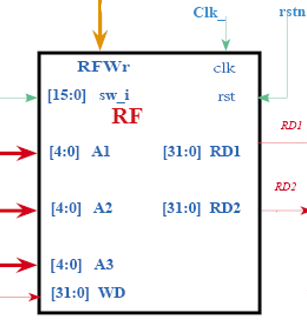 Clk_ rstn
RFWr clk
[15:0] sw_i rst
RF
RD1
[4:0] A1 [31:0] RD1
RD2
[4:0] A2 [31:0] RD2
[4:0] A3
[31:0] WD